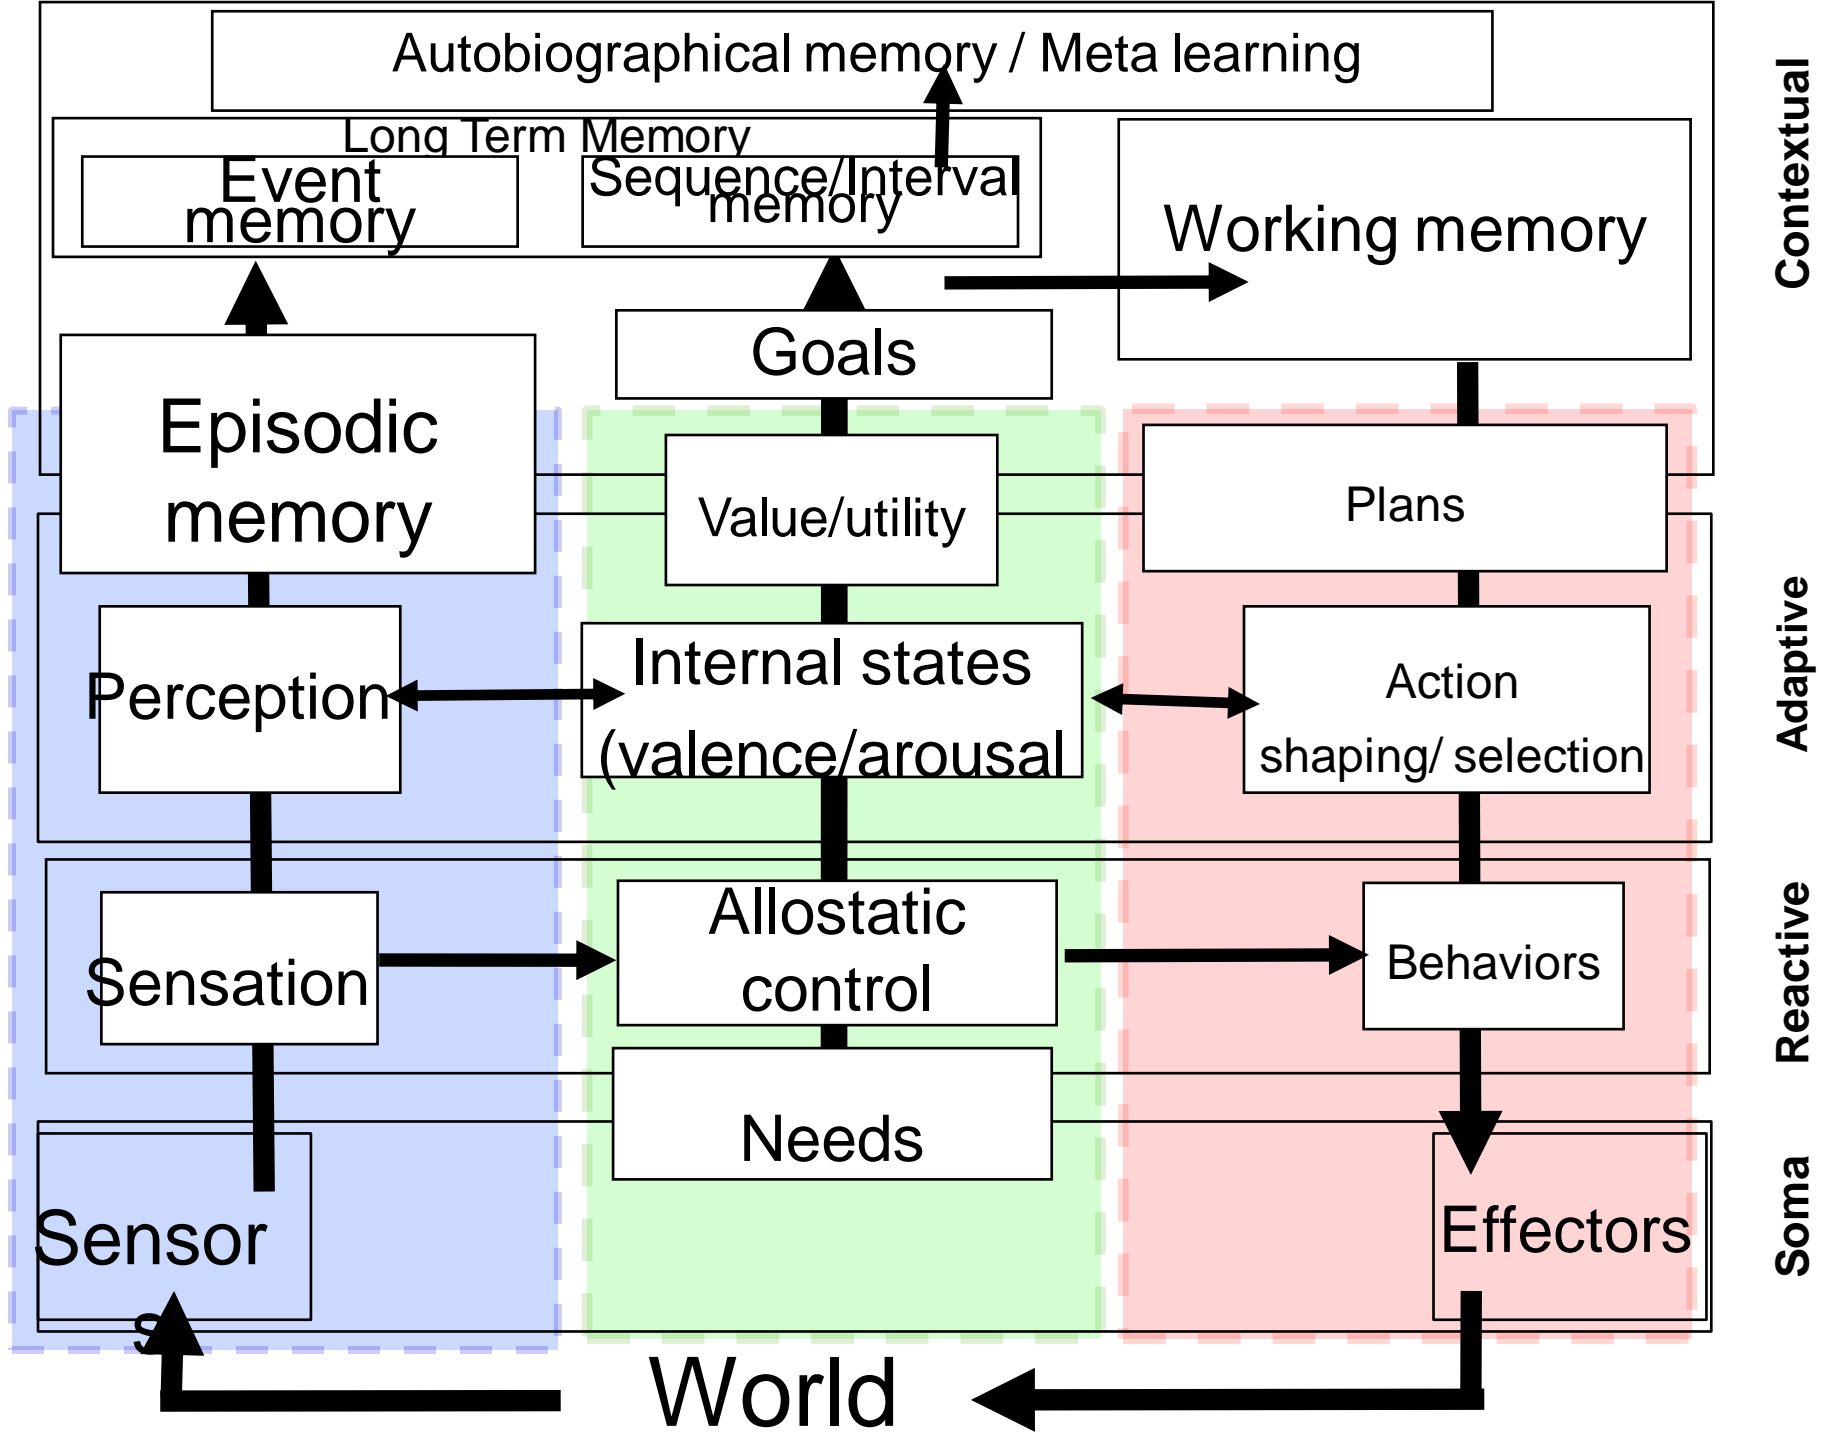 Autobiographical memory / Meta learning
Long Term Memory
Event
memory
Sequence/Interval
memory
Working memory
Goals
Episodic
memory
Value/utility
Plans
Perception
Internal states
(valence/arousal
Action
shaping/ selection
Sensation
Allostatic
control
Behaviors
Needs
Sensor
s
Effectors
World
Contextual
Adaptive
Reactive
Soma